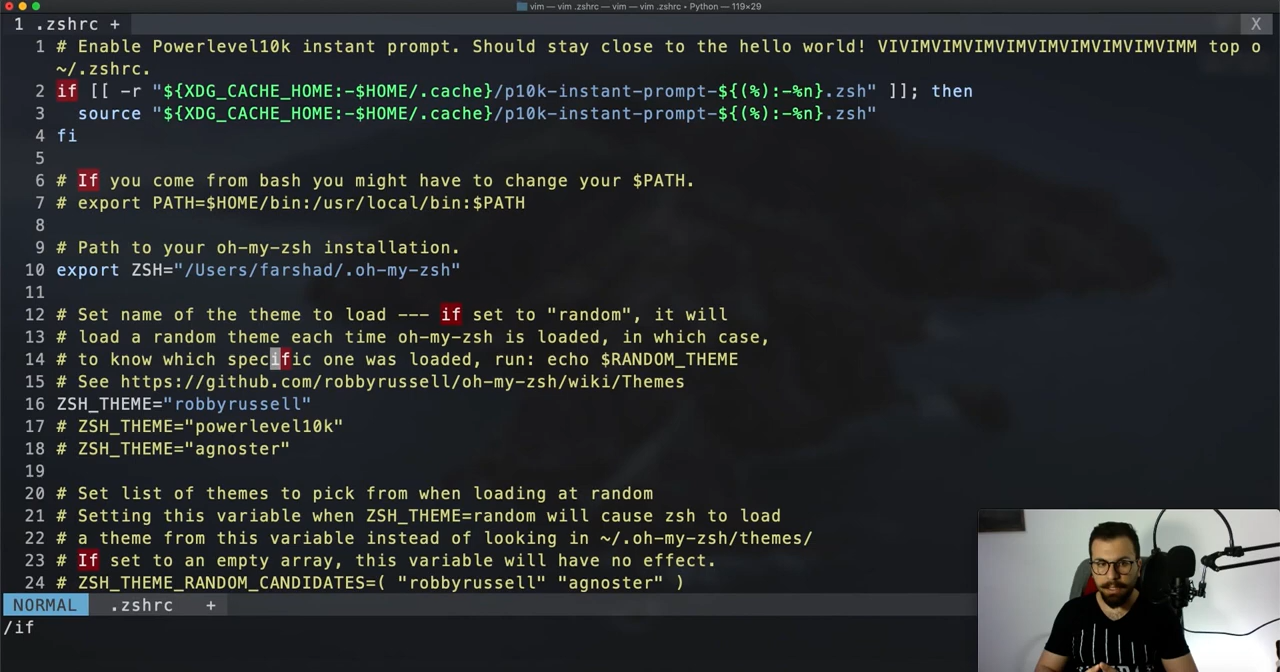 vim — vim .zshrc — vim — vim .zshrc • Python — 119×29
1 .zshrc + X
1 # Enable Powerlevel10k instant prompt. Should stay close to the hello world! VIVIMVIMVIMVIMVIMVIMVIMVIMVIMM top o
~/.zshrc.
2 if [[ -r "${XDG_CACHE_HOME:-$HOME/.cache}/p10k-instant-prompt-${(%):-%n}.zsh" ]]; then
3   source "${XDG_CACHE_HOME:-$HOME/.cache}/p10k-instant-prompt-${(%):-%n}.zsh"
4 fi
5
6 # If you come from bash you might have to change your $PATH.
7 # export PATH=$HOME/bin:/usr/local/bin:$PATH
8
9 # Path to your oh-my-zsh installation.
10 export ZSH="/Users/farshad/.oh-my-zsh"
11
12 # Set name of the theme to load --- if set to "random", it will
13 # load a random theme each time oh-my-zsh is loaded, in which case,
14 # to know which specific one was loaded, run: echo $RANDOM_THEME
15 # See https://github.com/robbyrussell/oh-my-zsh/wiki/Themes
16 ZSH_THEME="robbyrussell"
17 # ZSH_THEME="powerlevel10k"
18 # ZSH_THEME="agnoster"
19
20 # Set list of themes to pick from when loading at random
21 # Setting this variable when ZSH_THEME=random will cause zsh to load
22 # a theme from this variable instead of looking in ~/.oh-my-zsh/themes/
23 # If set to an empty array, this variable will have no effect.
24 # ZSH_THEME_RANDOM_CANDIDATES=( "robbyrussell" "agnoster" )
NORMAL .zshrc +
/if